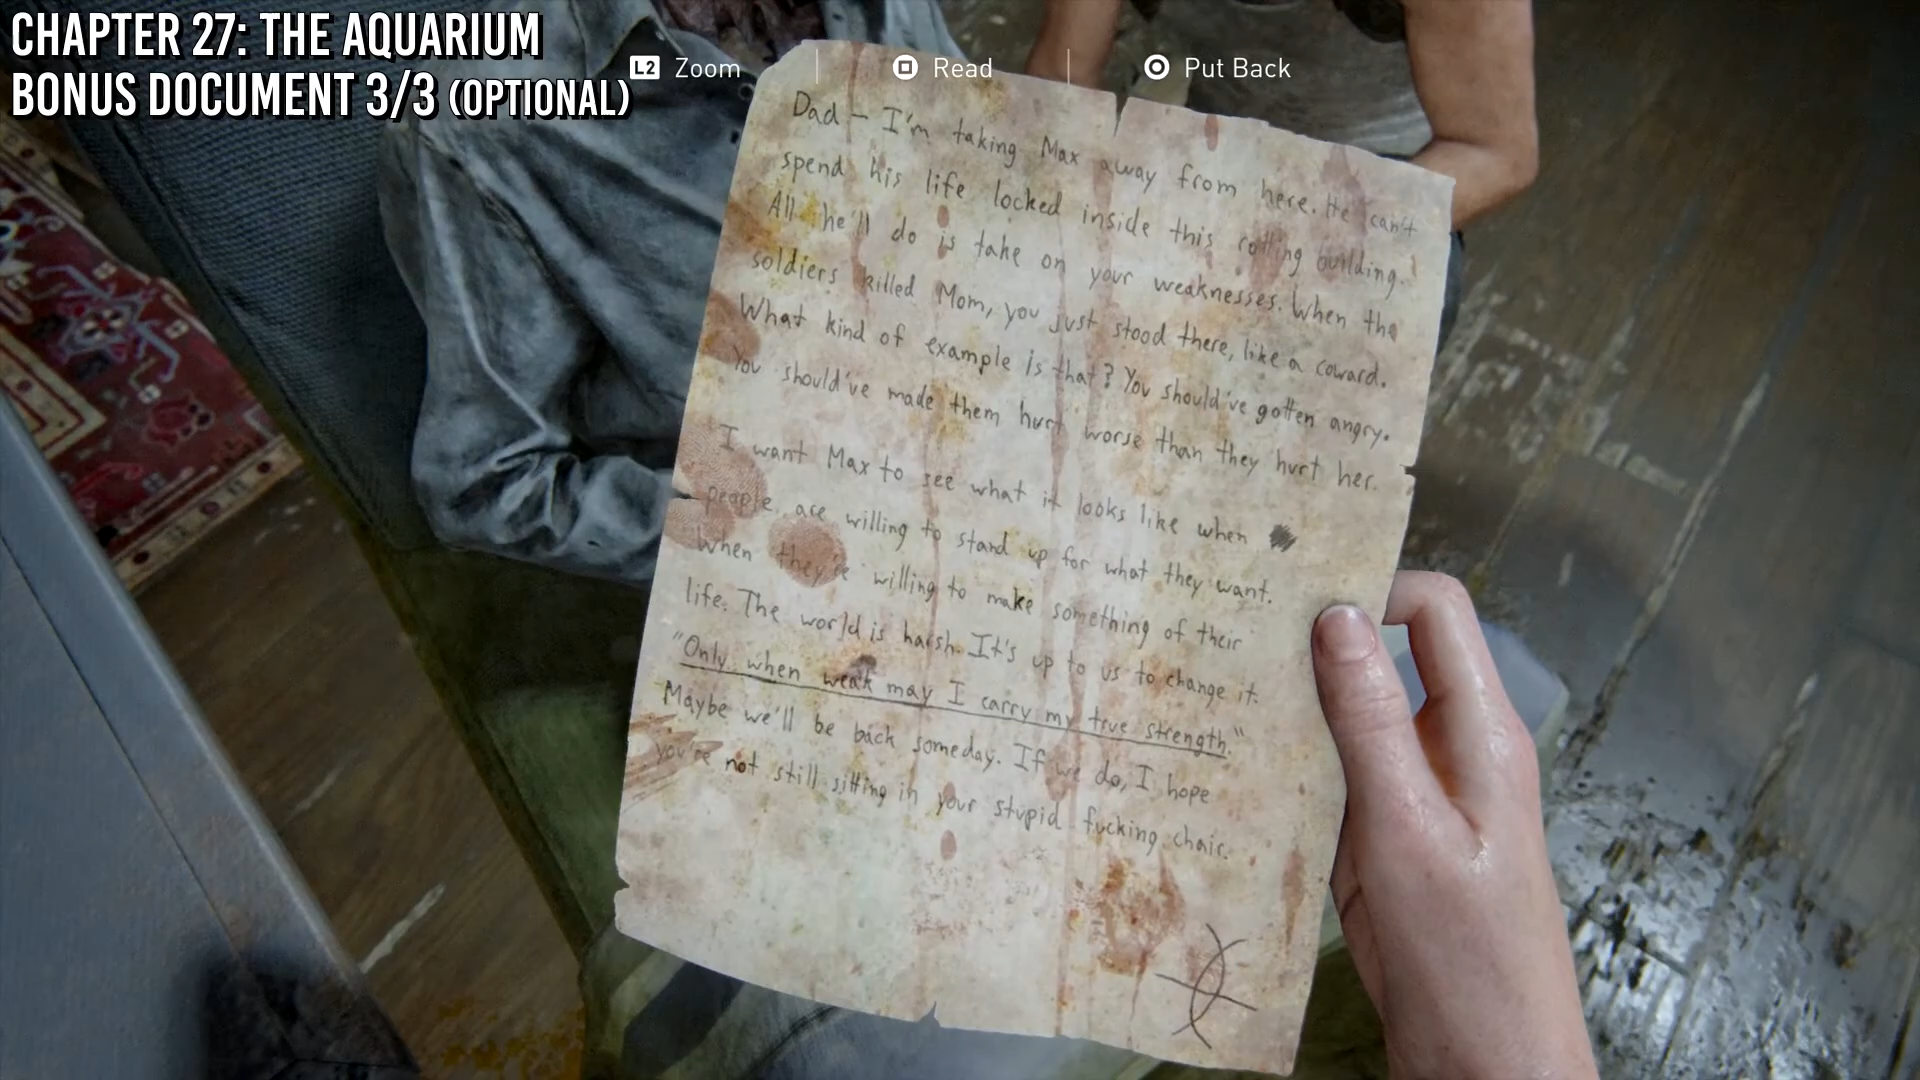 CHAPTER 27: THE AQUARIUM
BONUS DOCUMENT 3/3 (OPTIONAL)
L2 Zoom Read Put Back
Dad – I'm taking Max away from here. He can't
spend his life locked inside this rotting building.
All he'll do is take on your weaknesses. When the
soldiers killed Mom, you just stood there, like a coward.
What kind of example is that? You should've gotten angry.
You should've made them hurt worse than they hurt her.
I want Max to see what it looks like when
people are willing to stand up for what they want.
When they're willing to make something of their
life. The world is harsh. It's up to us to change it.
"Only when weak may I carry my true strength."
Maybe we'll be back someday. If we do, I hope
you're not still sitting in your stupid fucking chair.